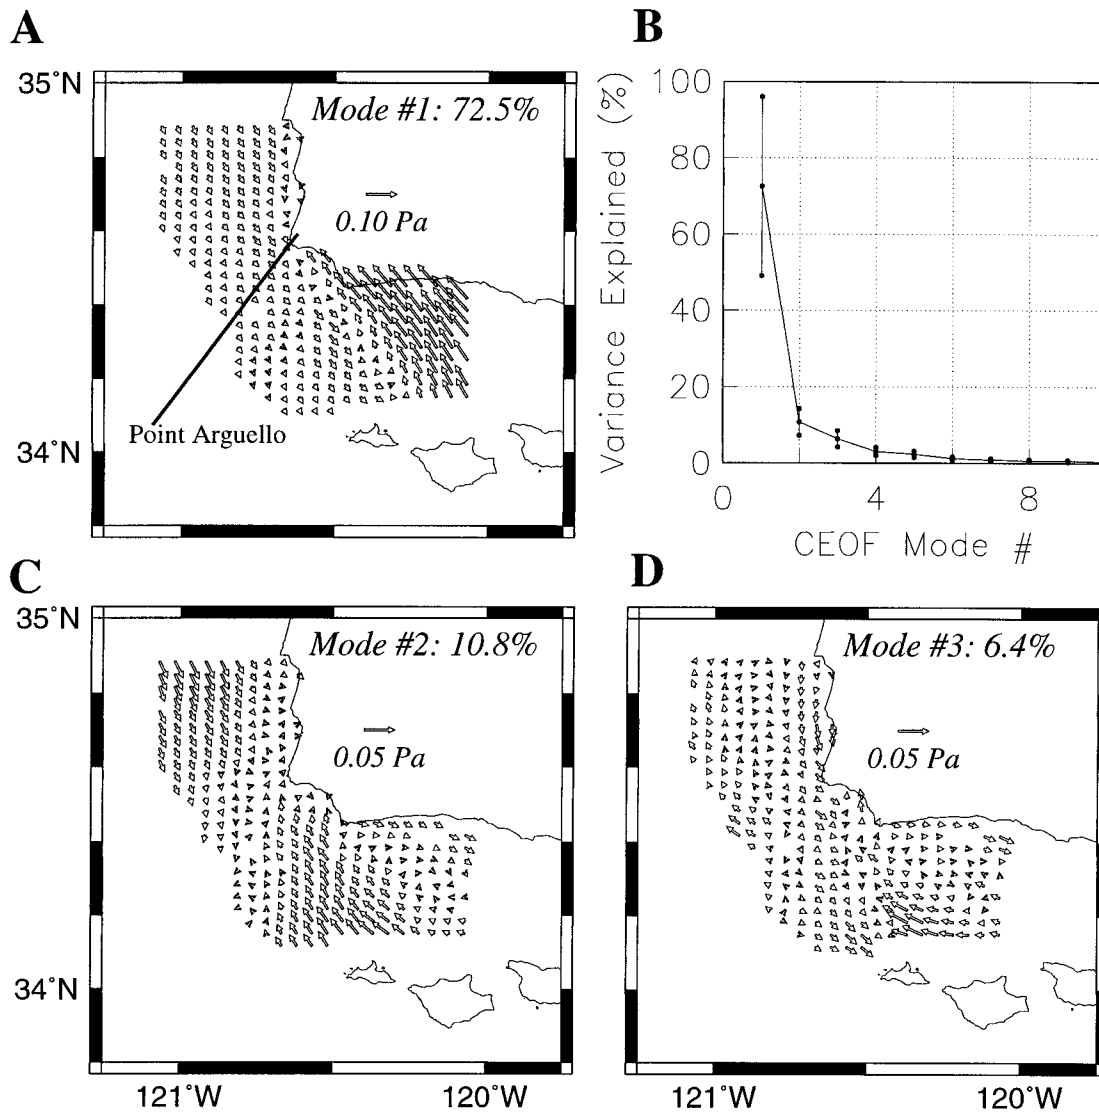 A
35°N
Mode #1: 72.5%
0.10 Pa
Point Arguello
34°N
B
Variance Explained (%)
100
80
60
40
20
0
0
4
8
CEOF Mode #
C
35°N
Mode #2: 10.8%
0.05 Pa
34°N
121°W
120°W
D
Mode #3: 6.4%
0.05 Pa
121°W
120°W